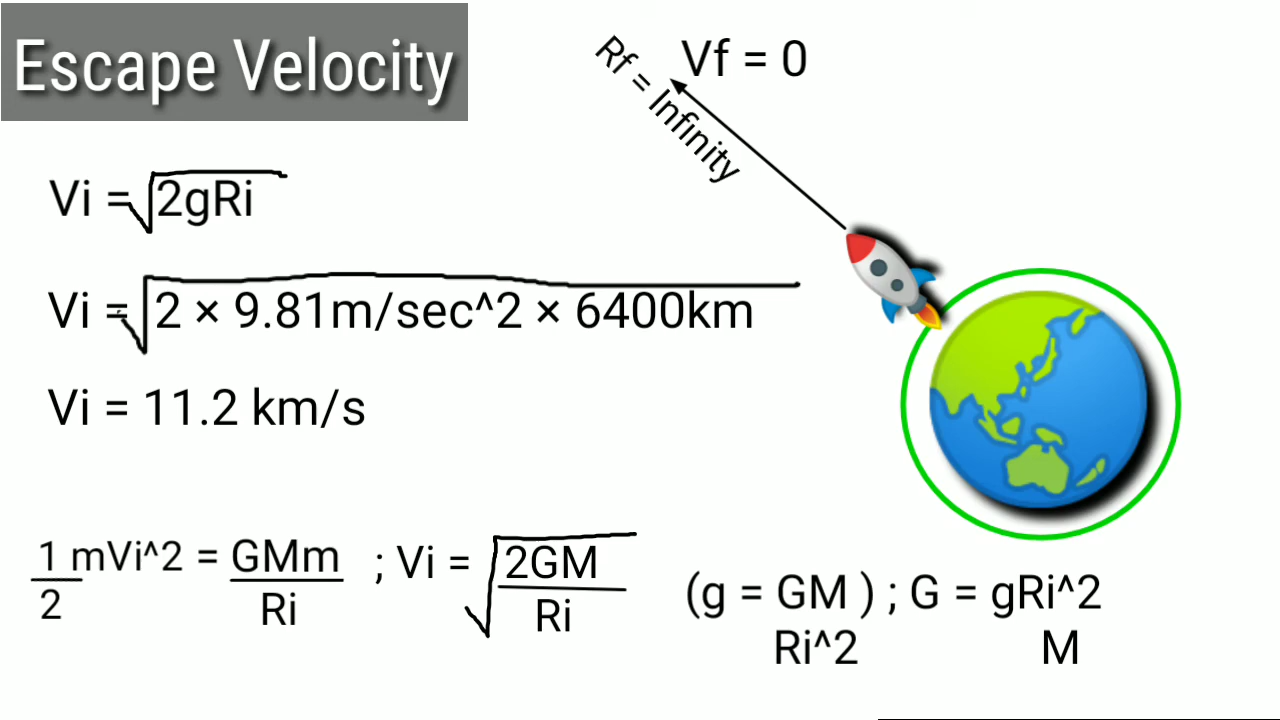 Escape Velocity
Rf = Infinity
Vf = 0
Vi = √2gRi
Vi = √2 × 9.81m/sec^2 × 6400km
Vi = 11.2 km/s
1 mVi^2 = GMm ; Vi = √2GM
2 Ri Ri
(g = GM ) ; G = gRi^2
Ri^2 M